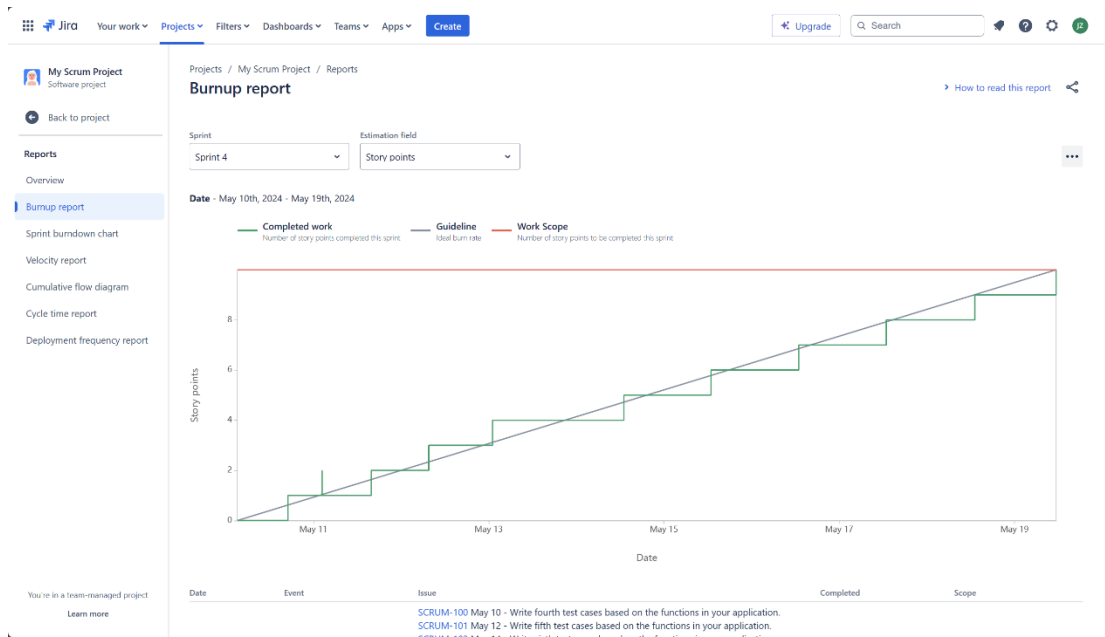 Jira Your work Projects Filters Dashboards Teams Apps Create Upgrade Search JZ
My Scrum Project
Software project
Back to project
Reports
Overview
Burnup report
Sprint burndown chart
Velocity report
Cumulative flow diagram
Cycle time report
Deployment frequency report
You're in a team-managed project
Learn more
Projects / My Scrum Project / Reports
Burnup report
How to read this report
Sprint Estimation field
Sprint 4 Story points
Date - May 10th, 2024 - May 19th, 2024
Completed work Guideline Work Scope
Number of story points completed this sprint Ideal burn rate Number of story points to be completed this sprint
8
6
4
2
0
Story points
May 11 May 13 May 15 May 17 May 19
Date
Date Event Issue Completed Scope
SCRUM-100 May 10 - Write fourth test cases based on the functions in your application.
SCRUM-101 May 12 - Write fifth test cases based on the functions in your application.